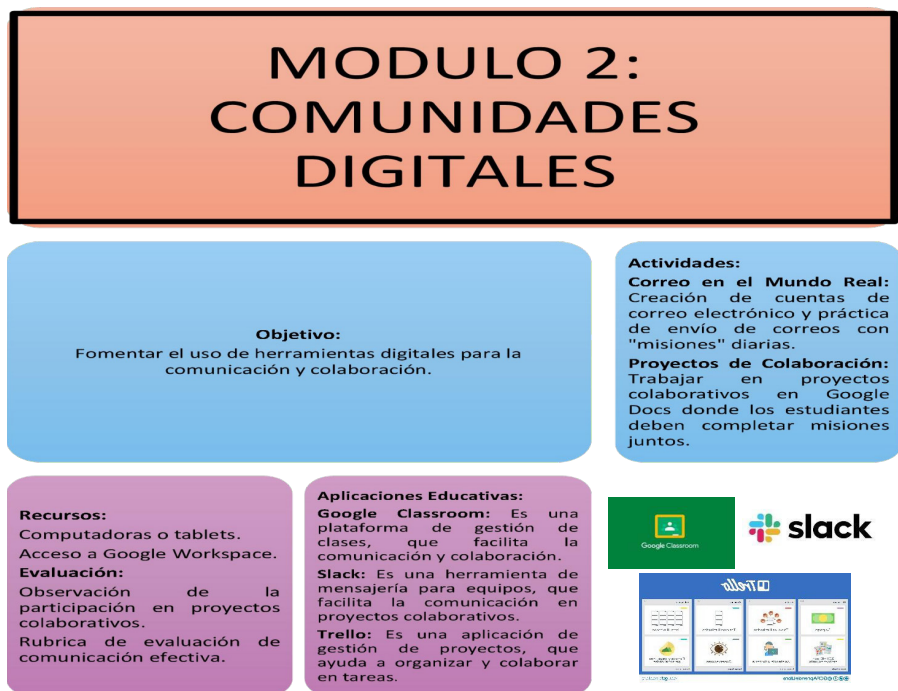 MODULO 2:
COMUNIDADES
DIGITALES
Objetivo:
Fomentar el uso de herramientas digitales para la
comunicación y colaboración.
Actividades:
Correo en el Mundo Real:
Creación de cuentas de
correo electrónico y práctica
de envío de correos con
"misiones" diarias.
Proyectos de Colaboración:
Trabajar en proyectos
colaborativos en Google
Docs donde los estudiantes
deben completar misiones
juntos.
Recursos:
Computadoras o tablets.
Acceso a Google Workspace.
Evaluación:
Observación de la
participación en proyectos
colaborativos.
Rubrica de evaluación de
comunicación efectiva.
Aplicaciones Educativas:
Google Classroom: Es una
plataforma de gestión de
clases, que facilita la
comunicación y colaboración.
Slack: Es una herramienta de
mensajería para equipos, que
facilita la comunicación en
proyectos colaborativos.
Trello: Es una aplicación de
gestión de proyectos, que
ayuda a organizar y colaborar
en tareas.
Google Classroom
slack
Trello